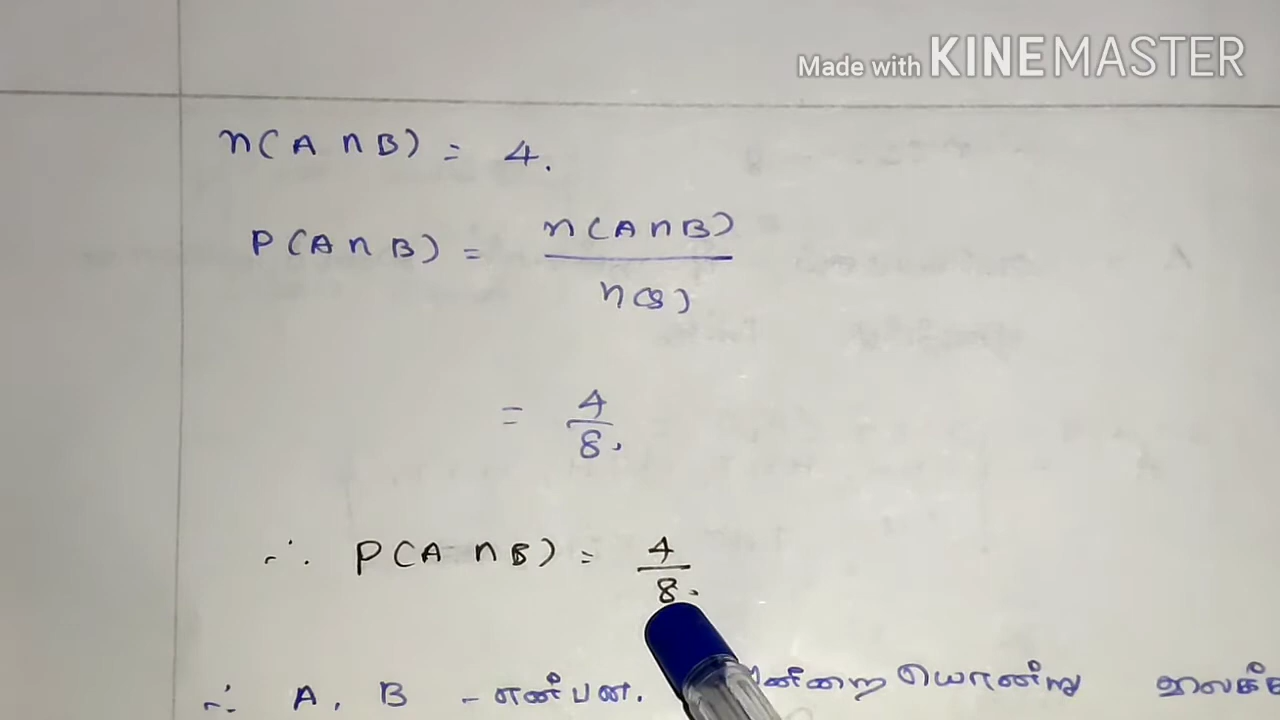 Made with KINEMASTER
n(A ∩ B) = 4.
P(A ∩ B) = n(A ∩ B) / n(S)
= 4/8.
∴ P(A ∩ B) = 4/8.
∴ A, B - என்பன.